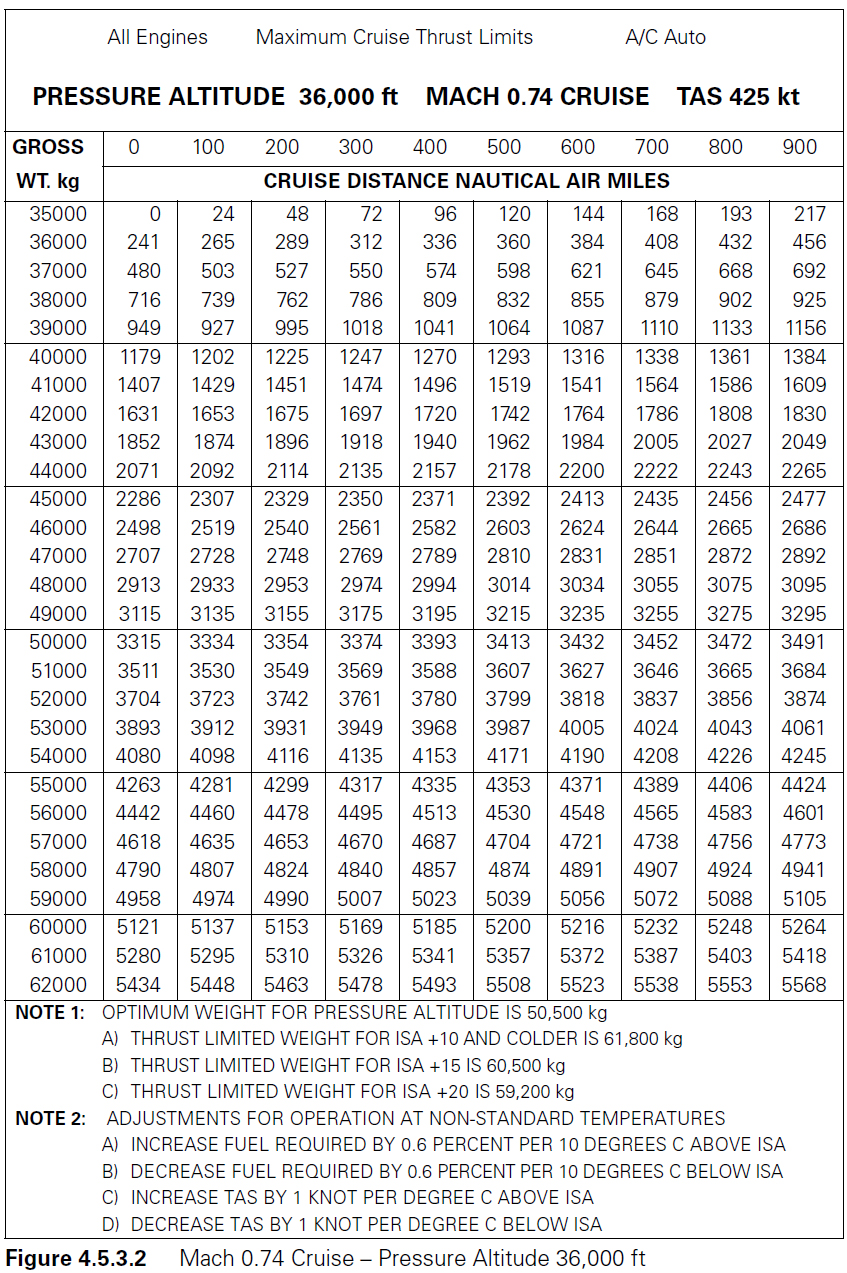 All Engines Maximum Cruise Thrust Limits A/C Auto
PRESSURE ALTITUDE 36,000 ft MACH 0.74 CRUISE TAS 425 kt
GROSS 0 100 200 300 400 500 600 700 800 900
WT. kg CRUISE DISTANCE NAUTICAL AIR MILES
35000 0 24 48 72 96 120 144 168 193 217
36000 241 265 289 312 336 360 384 408 432 456
37000 480 503 527 550 574 598 621 645 668 692
38000 716 739 762 786 809 832 855 879 902 925
39000 949 927 995 1018 1041 1064 1087 1110 1133 1156
40000 1179 1202 1225 1247 1270 1293 1316 1338 1361 1384
41000 1407 1429 1451 1474 1496 1519 1541 1564 1586 1609
42000 1631 1653 1675 1697 1720 1742 1764 1786 1808 1830
43000 1852 1874 1896 1918 1940 1962 1984 2005 2027 2049
44000 2071 2092 2114 2135 2157 2178 2200 2222 2243 2265
45000 2286 2307 2329 2350 2371 2392 2413 2435 2456 2477
46000 2498 2519 2540 2561 2582 2603 2624 2644 2665 2686
47000 2707 2728 2748 2769 2789 2810 2831 2851 2872 2892
48000 2913 2933 2953 2974 2994 3014 3034 3055 3075 3095
49000 3115 3135 3155 3175 3195 3215 3235 3255 3275 3295
50000 3315 3334 3354 3374 3393 3413 3432 3452 3472 3491
51000 3511 3530 3549 3569 3588 3607 3627 3646 3665 3684
52000 3704 3723 3742 3761 3780 3799 3818 3837 3856 3874
53000 3893 3912 3931 3949 3968 3987 4005 4024 4043 4061
54000 4080 4098 4116 4135 4153 4171 4190 4208 4226 4245
55000 4263 4281 4299 4317 4335 4353 4371 4389 4406 4424
56000 4442 4460 4478 4495 4513 4530 4548 4565 4583 4601
57000 4618 4635 4653 4670 4687 4704 4721 4738 4756 4773
58000 4790 4807 4824 4840 4857 4874 4891 4907 4924 4941
59000 4958 4974 4990 5007 5023 5039 5056 5072 5088 5105
60000 5121 5137 5153 5169 5185 5200 5216 5232 5248 5264
61000 5280 5295 5310 5326 5341 5357 5372 5387 5403 5418
62000 5434 5448 5463 5478 5493 5508 5523 5538 5553 5568
NOTE 1: OPTIMUM WEIGHT FOR PRESSURE ALTITUDE IS 50,500 kg
A) THRUST LIMITED WEIGHT FOR ISA +10 AND COLDER IS 61,800 kg
B) THRUST LIMITED WEIGHT FOR ISA +15 IS 60,500 kg
C) THRUST LIMITED WEIGHT FOR ISA +20 IS 59,200 kg
NOTE 2: ADJUSTMENTS FOR OPERATION AT NON-STANDARD TEMPERATURES
A) INCREASE FUEL REQUIRED BY 0.6 PERCENT PER 10 DEGREES C ABOVE ISA
B) DECREASE FUEL REQUIRED BY 0.6 PERCENT PER 10 DEGREES C BELOW ISA
C) INCREASE TAS BY 1 KNOT PER DEGREE C ABOVE ISA
D) DECREASE TAS BY 1 KNOT PER DEGREE C BELOW ISA
Figure 4.5.3.2 Mach 0.74 Cruise – Pressure Altitude 36,000 ft